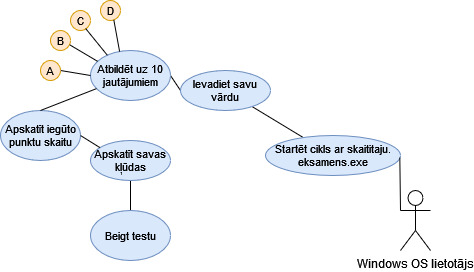 D
C
B
A
Atbildēt uz 10
jautājumiem
Ievadiet savu
vārdu
Apskatīt iegūto
punktu skaitu
Apskatīt savas
kļūdas
Startēt cikls ar skaititaju.
eksamens.exe
Beigt testu
Windows OS lietotājs